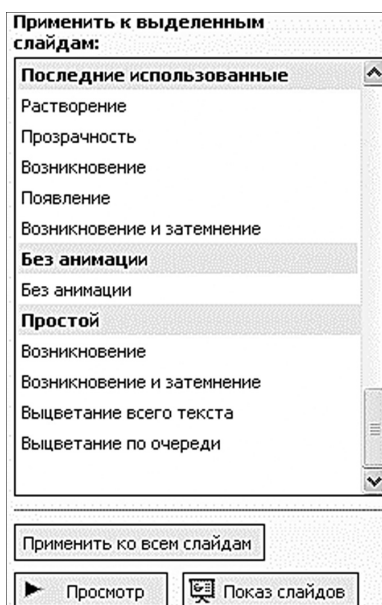 Применить к выделенным
слайдам:
Последние использованные
Растворение
Прозрачность
Возникновение
Появление
Возникновение и затемнение
Без анимации
Без анимации
Простой
Возникновение
Возникновение и затемнение
Выцветание всего текста
Выцветание по очереди
Применить ко всем слайдам
Просмотр
Показ слайдов